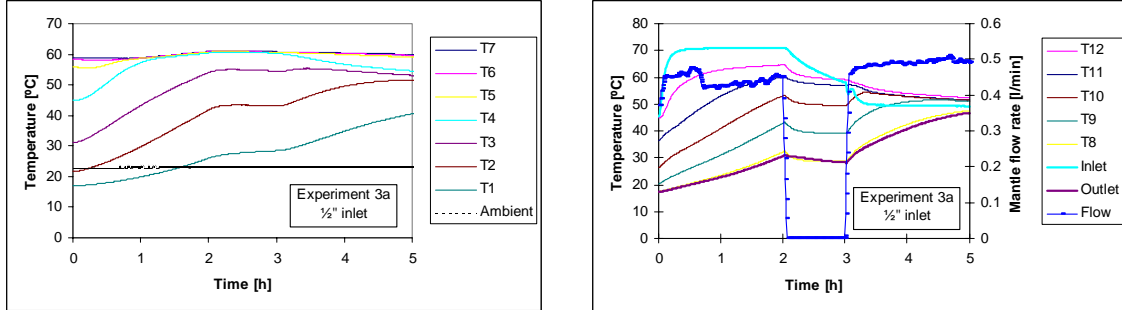 70
60
50
40
30
20
10
0
Temperature [ºC]
0 1 2 3 4 5
Time [h]
Experiment 3a
½" inlet
T7
T6
T5
T4
T3
T2
T1
Ambient
80
70
60
50
40
30
20
10
0
Temperature [ºC]
0 1 2 3 4 5
Time [h]
0.6
0.5
0.4
0.3
0.2
0.1
0
Mantle flow rate [l/min]
Experiment 3a
½" inlet
T12
T11
T10
T9
T8
Inlet
Outlet
Flow